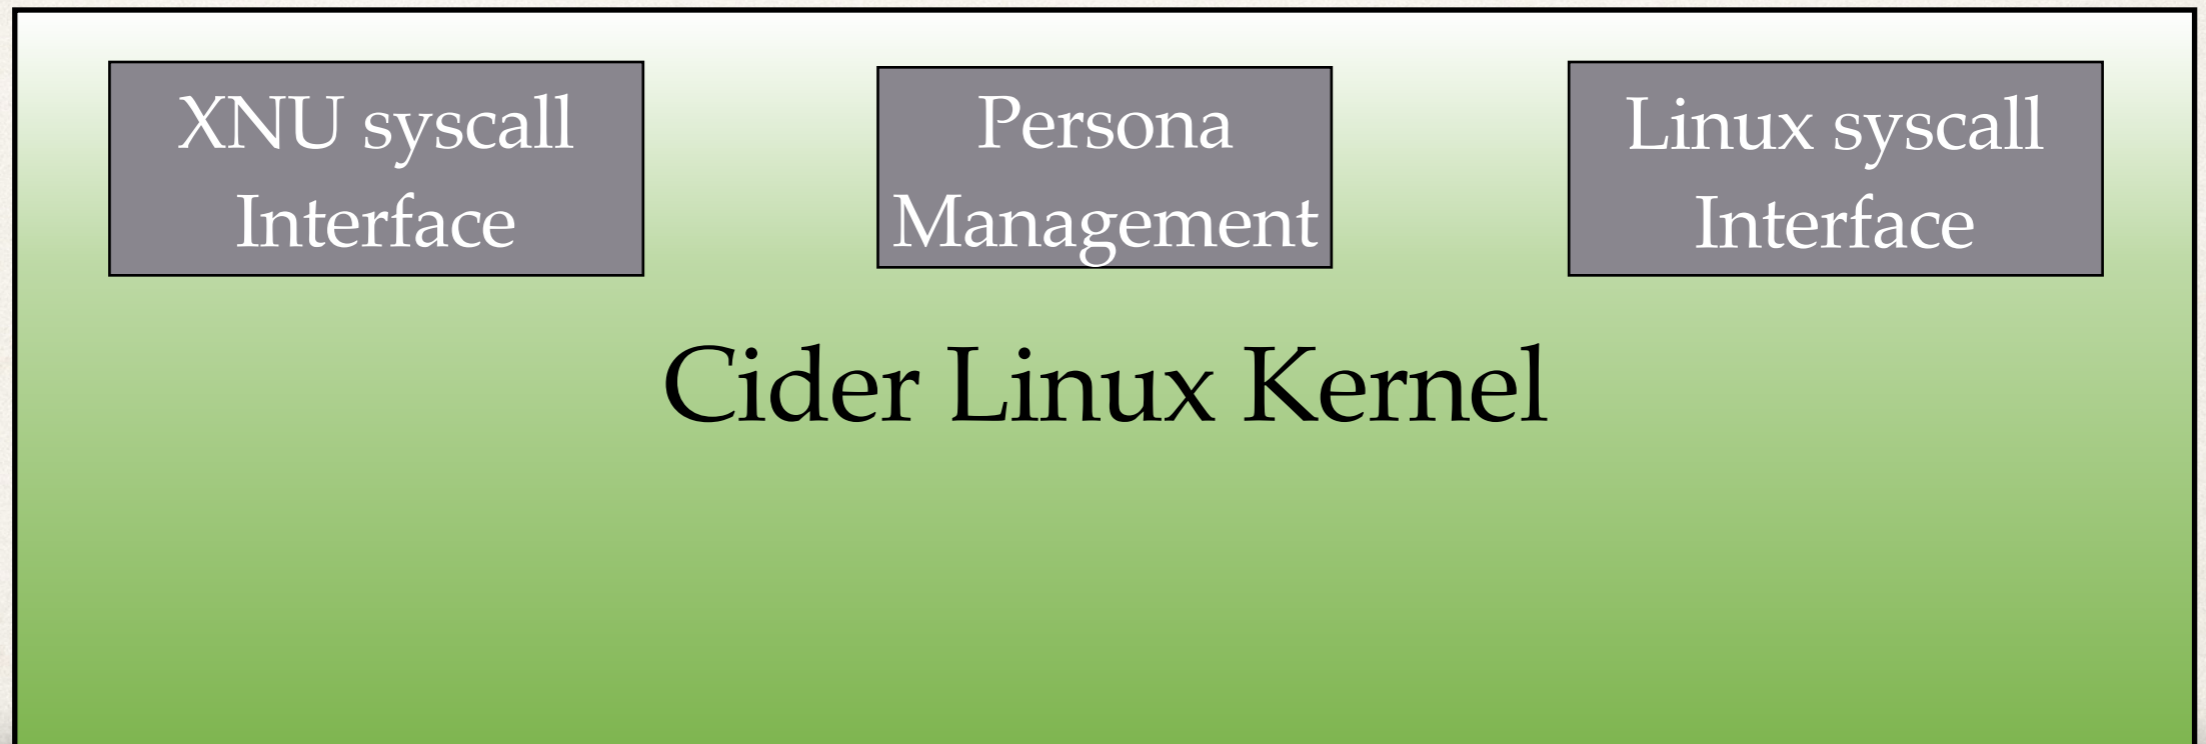 XNU syscall
Interface
Persona
Management
Linux syscall
Interface
Cider Linux Kernel